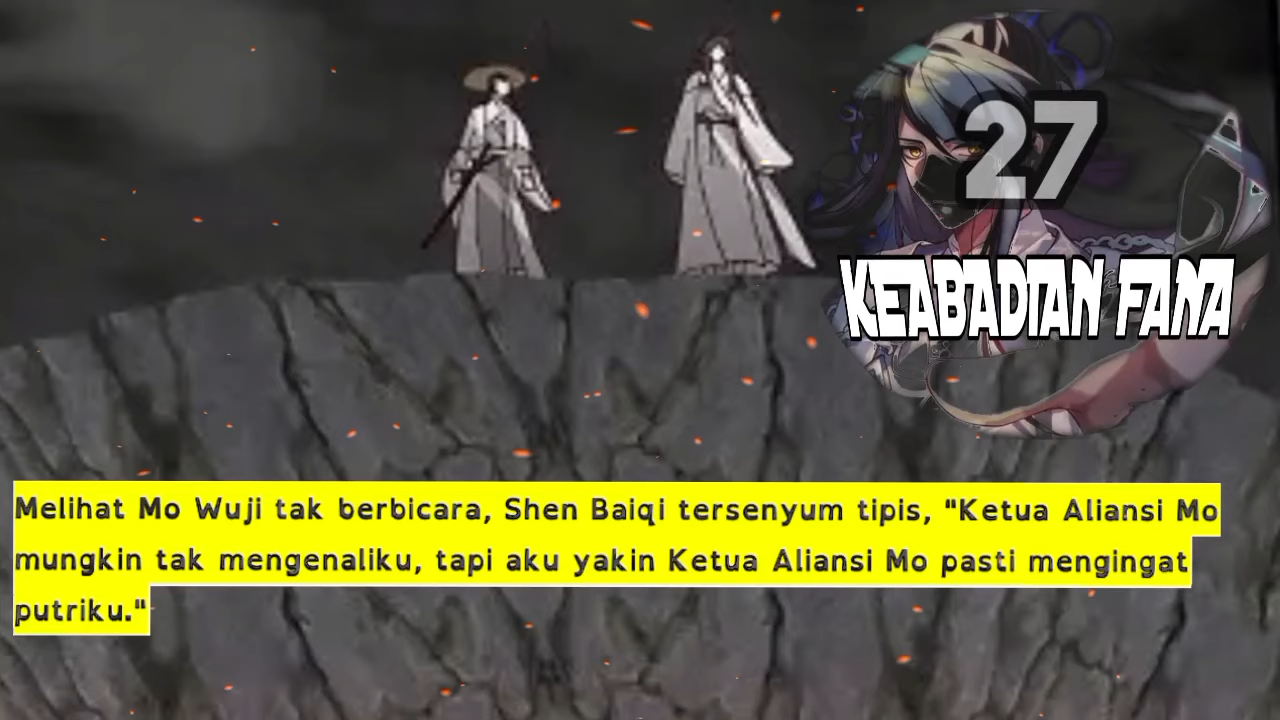 27
KEABADIAN FANA
Melihat Mo Wuji tak berbicara, Shen Baiqi tersenyum tipis, "Ketua Aliansi Mo
mungkin tak mengenaliku, tapi aku yakin Ketua Aliansi Mo pasti mengingat
putriku."